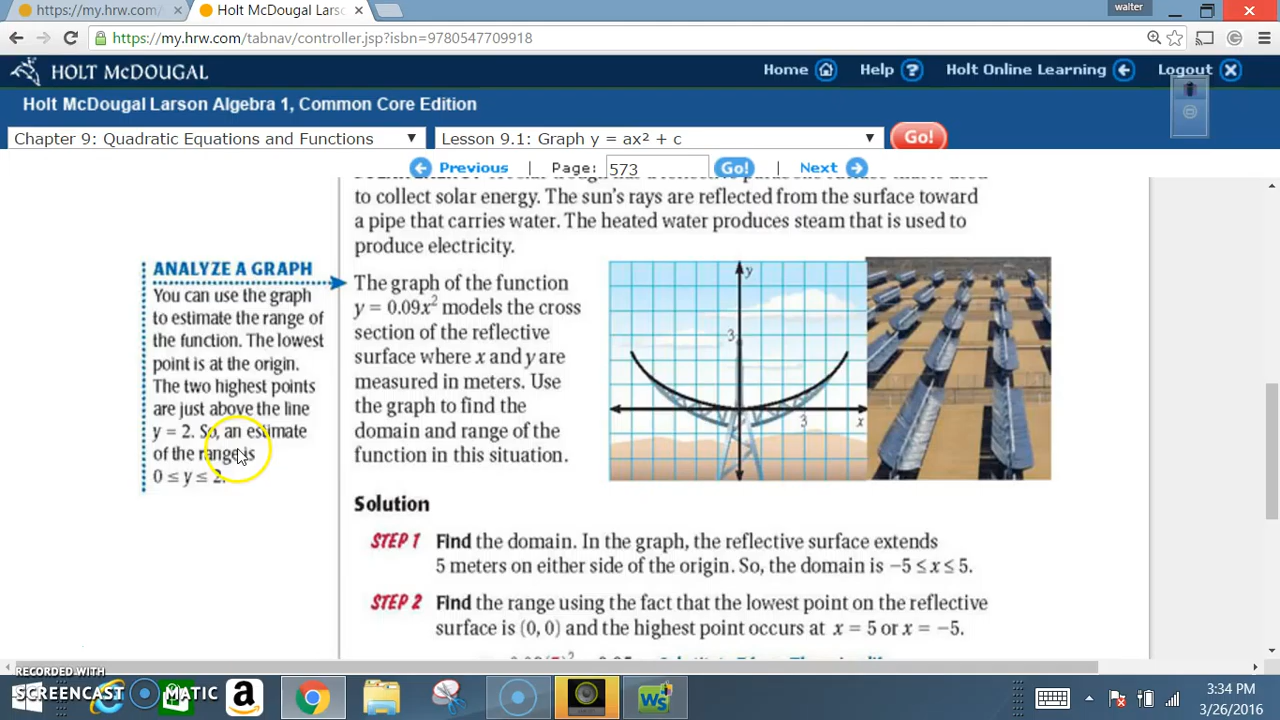 https://my.hrw.com/tabnav
Holt McDougal Lars
walter
https://my.hrw.com/tabnav/controller.jsp?isbn=9780547709918
HOLT McDOUGAL
Home
Help ?
Holt Online Learning
Logout
Holt McDougal Larson Algebra 1, Common Core Edition
Chapter 9: Quadratic Equations and Functions
Lesson 9.1: Graph y = ax² + c
Go!
Previous | Page: 573 Go! | Next
to collect solar energy. The sun's rays are reflected from the surface toward
a pipe that carries water. The heated water produces steam that is used to
produce electricity.
ANALYZE A GRAPH
You can use the graph
to estimate the range of
the function. The lowest
point is at the origin.
The two highest points
are just above the line
y = 2. So, an estimate
of the range is
0 ≤ y ≤ 2.
The graph of the function
y = 0.09x² models the cross
section of the reflective
surface where x and y are
measured in meters. Use
the graph to find the
domain and range of the
function in this situation.
y
3
3
x
Solution
STEP 1 Find the domain. In the graph, the reflective surface extends
5 meters on either side of the origin. So, the domain is −5 ≤ x ≤ 5.
STEP 2 Find the range using the fact that the lowest point on the reflective
surface is (0, 0) and the highest point occurs at x = 5 or x = −5.
RECORDED WITH
SCREENCAST MATIC
3:34 PM
3/26/2016